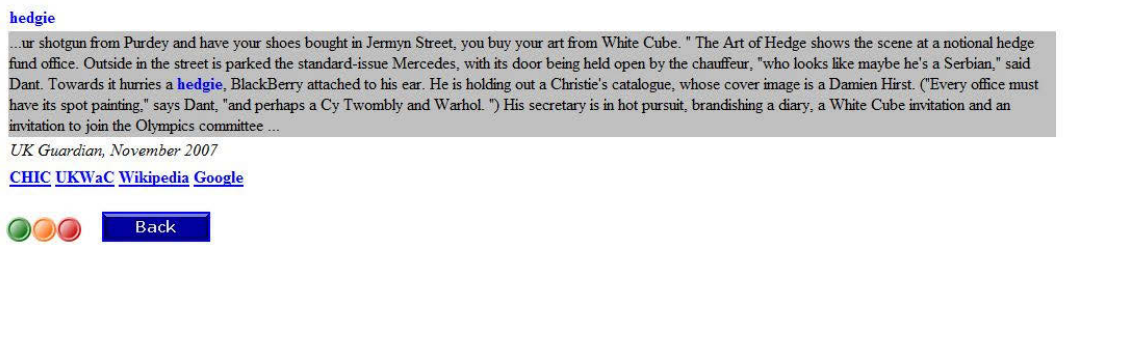 hedgie
...ur shotgun from Purdey and have your shoes bought in Jermyn Street, you buy your art from White Cube. " The Art of Hedge shows the scene at a notional hedge
fund office. Outside in the street is parked the standard-issue Mercedes, with its door being held open by the chauffeur, "who looks like maybe he's a Serbian," said
Dant. Towards it hurries a hedgie, BlackBerry attached to his ear. He is holding out a Christie's catalogue, whose cover image is a Damien Hirst. ("Every office must
have its spot painting," says Dant, "and perhaps a Cy Twombly and Warhol. ") His secretary is in hot pursuit, brandishing a diary, a White Cube invitation and an
invitation to join the Olympics committee ...
UK Guardian, November 2007
CHIC UKWaC Wikipedia Google
Back